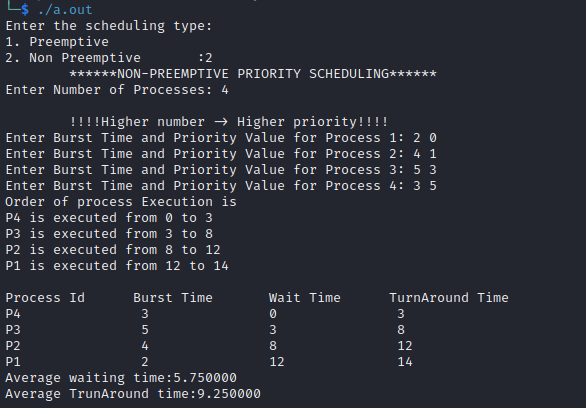 └─$ ./a.out
Enter the scheduling type:
1. Preemptive
2. Non Preemptive       :2
        ******NON-PREEMPTIVE PRIORITY SCHEDULING******
Enter Number of Processes: 4
        !!!!Higher number → Higher priority!!!!
Enter Burst Time and Priority Value for Process 1: 2 0
Enter Burst Time and Priority Value for Process 2: 4 1
Enter Burst Time and Priority Value for Process 3: 5 3
Enter Burst Time and Priority Value for Process 4: 3 5
Order of process Execution is
P4 is executed from 0 to 3
P3 is executed from 3 to 8
P2 is executed from 8 to 12
P1 is executed from 12 to 14
Process Id      Burst Time       Wait Time      TurnAround Time
P4               3               0               3
P3               5               3               8
P2               4               8               12
P1               2               12              14
Average waiting time:5.750000
Average TrunAround time:9.250000